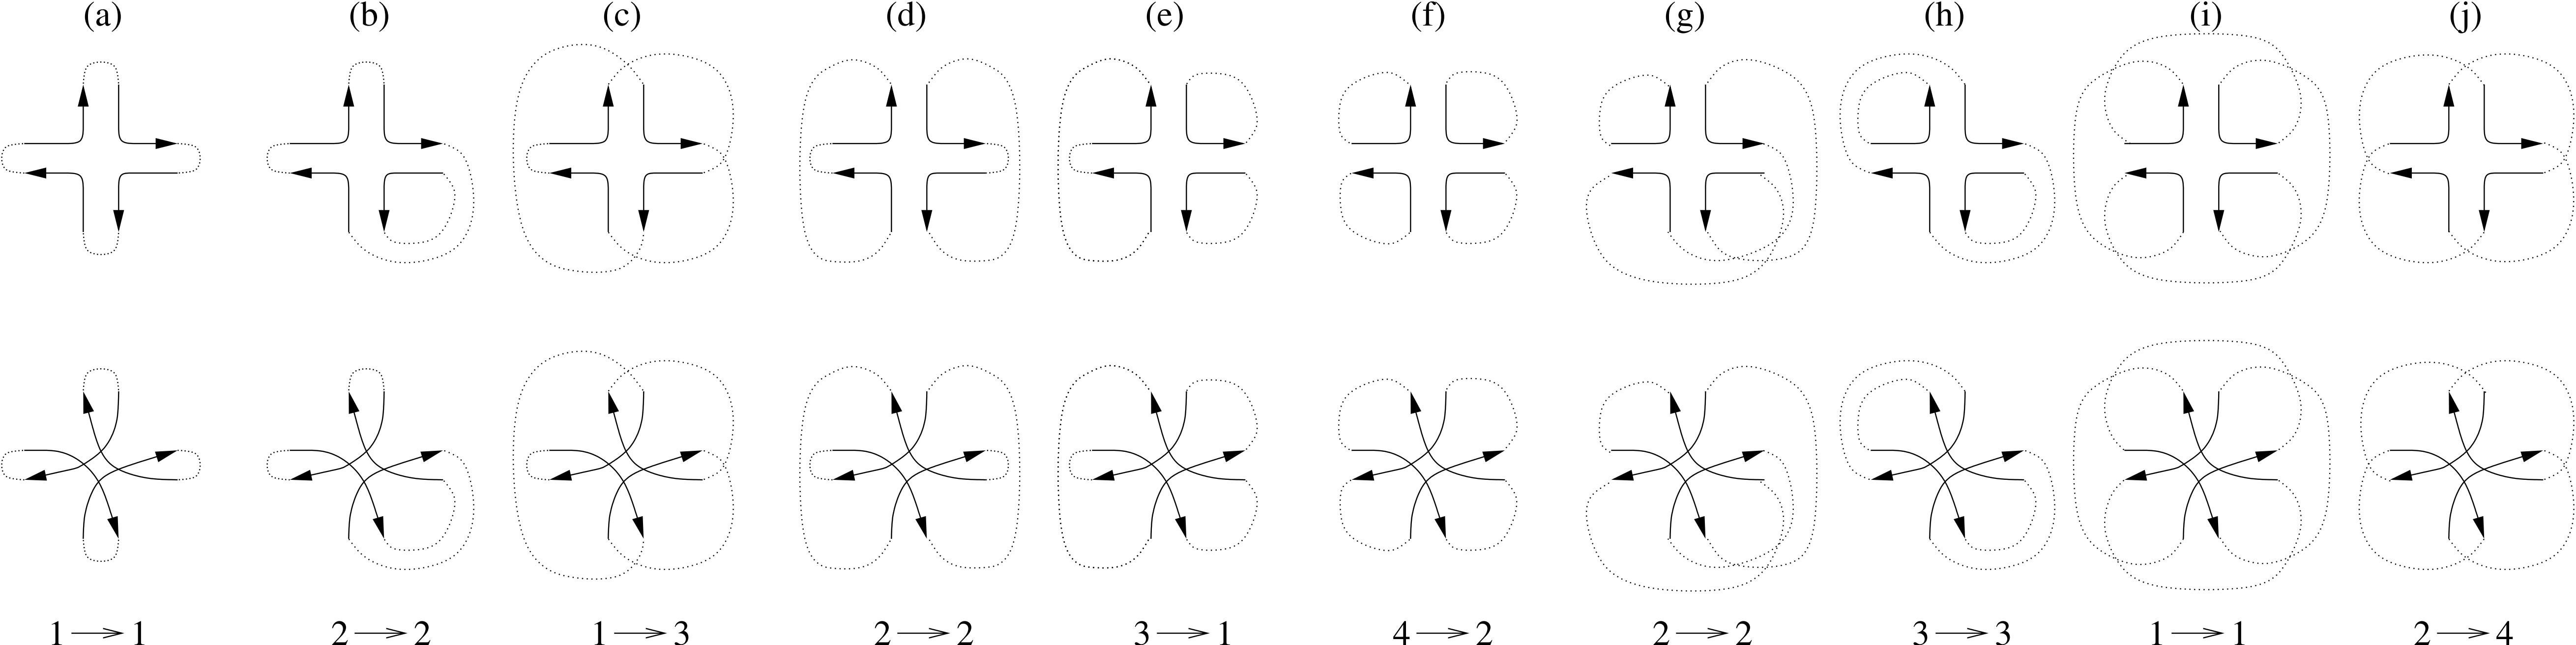 (a) (b) (c) (d) (e) (f) (g) (h) (i) (j)
1 → 1 2 → 2 1 → 3 2 → 2 3 → 1 4 → 2 2 → 2 3 → 3 1 → 1 2 → 4